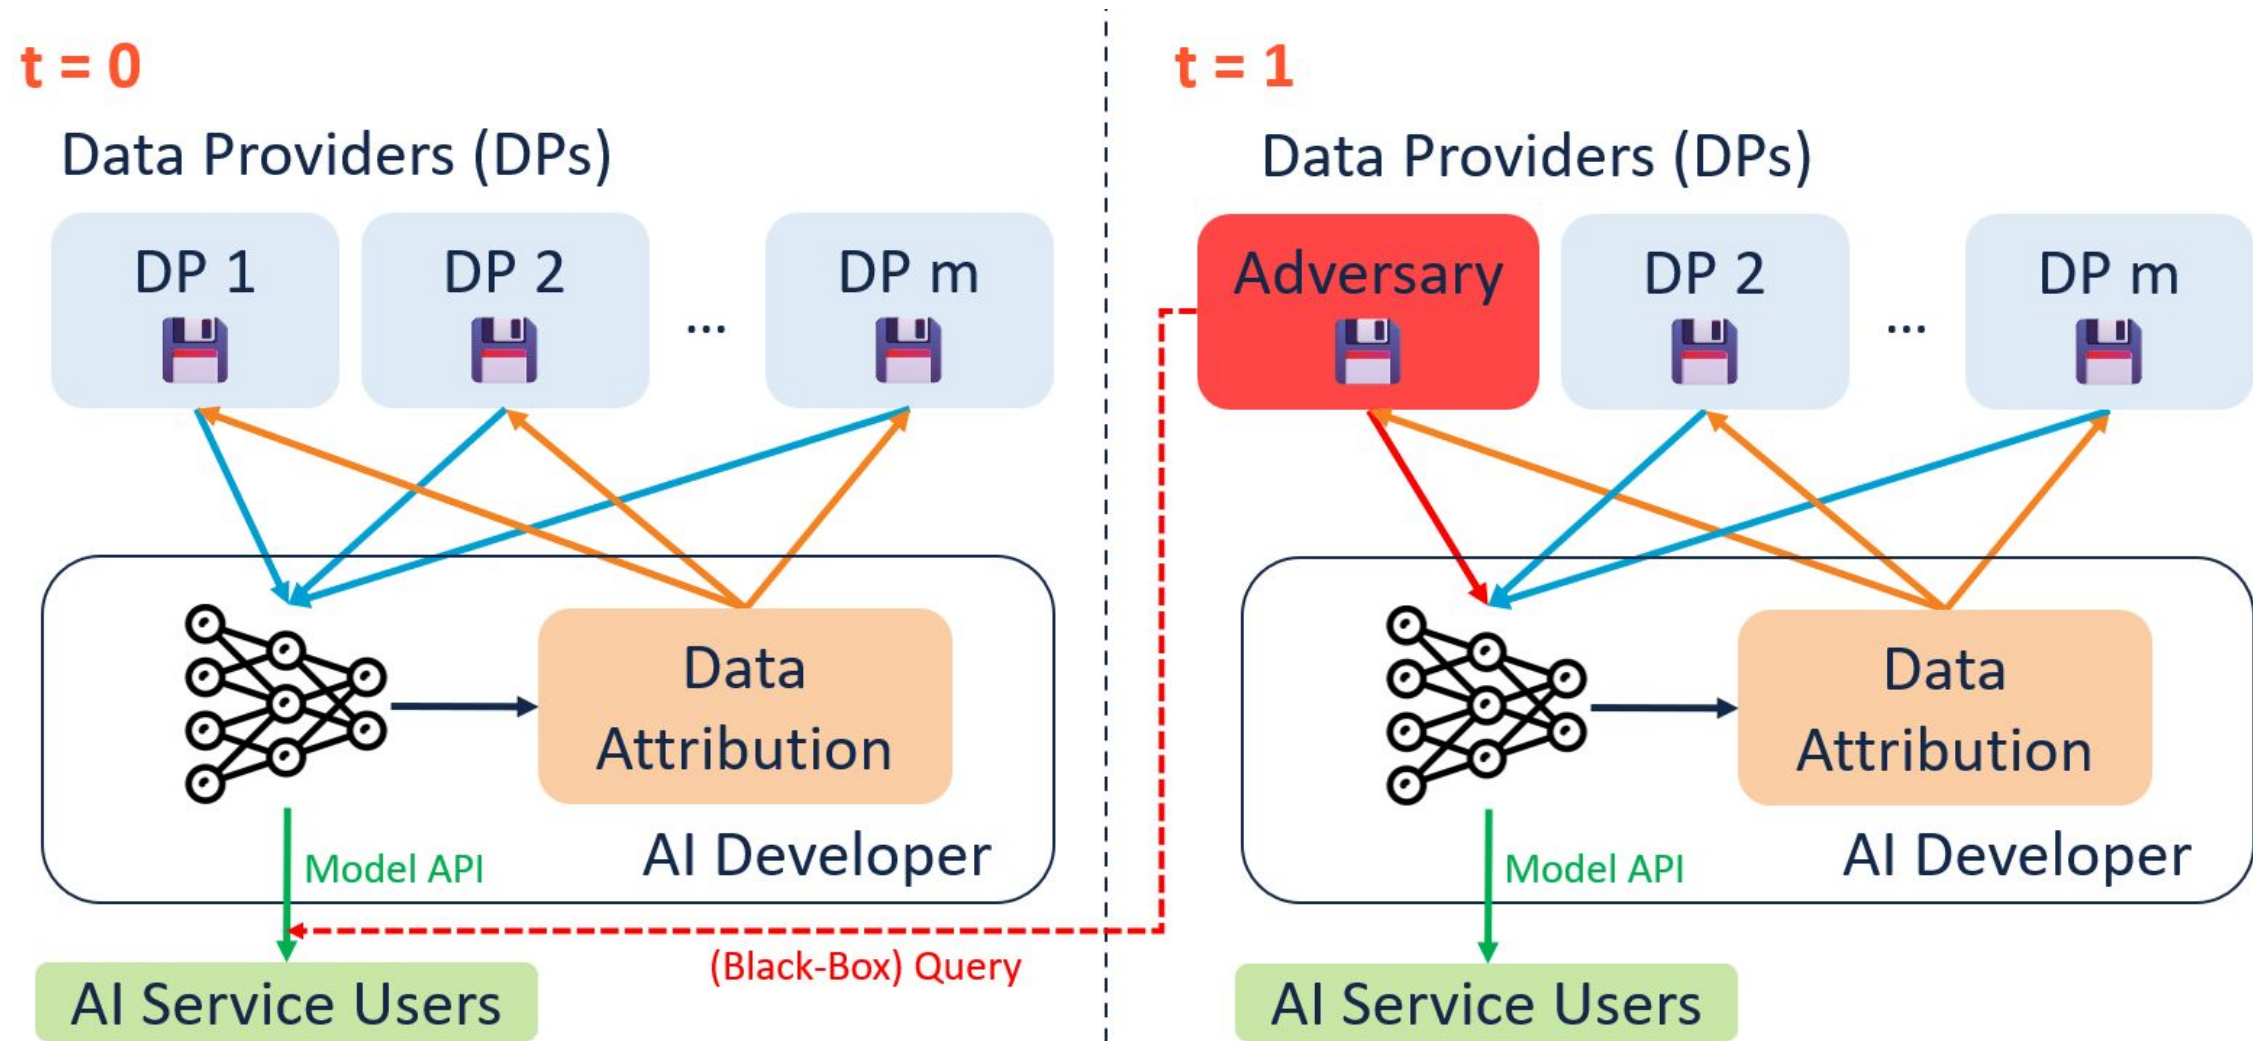 t = 0
Data Providers (DPs)
DP 1
DP 2
...
DP m
Data
Attribution
AI Developer
Model API
AI Service Users
(Black-Box) Query
t = 1
Data Providers (DPs)
Adversary
DP 2
...
DP m
Data
Attribution
AI Developer
Model API
AI Service Users